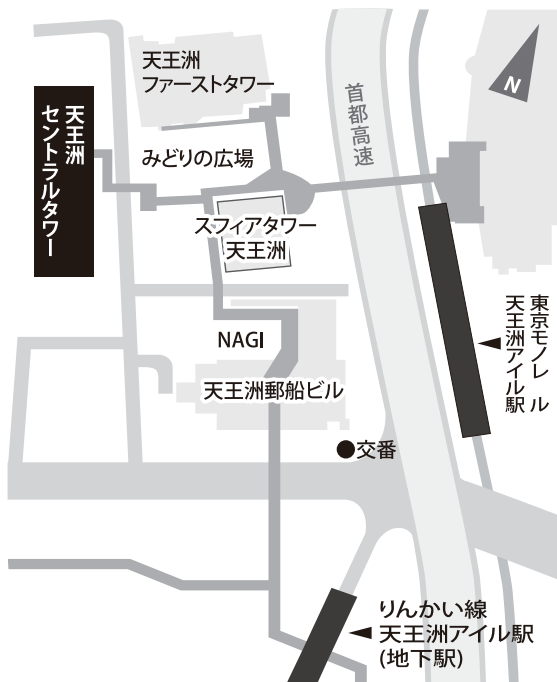 天王洲
ファーストタワー
首都高速
N
天王洲
セントラルタワー
みどりの広場
スフィアタワー
天王洲
東京モノレール
天王洲アイル駅
NAGI
天王洲郵船ビル
●交番
りんかい線
天王洲アイル駅
(地下駅)